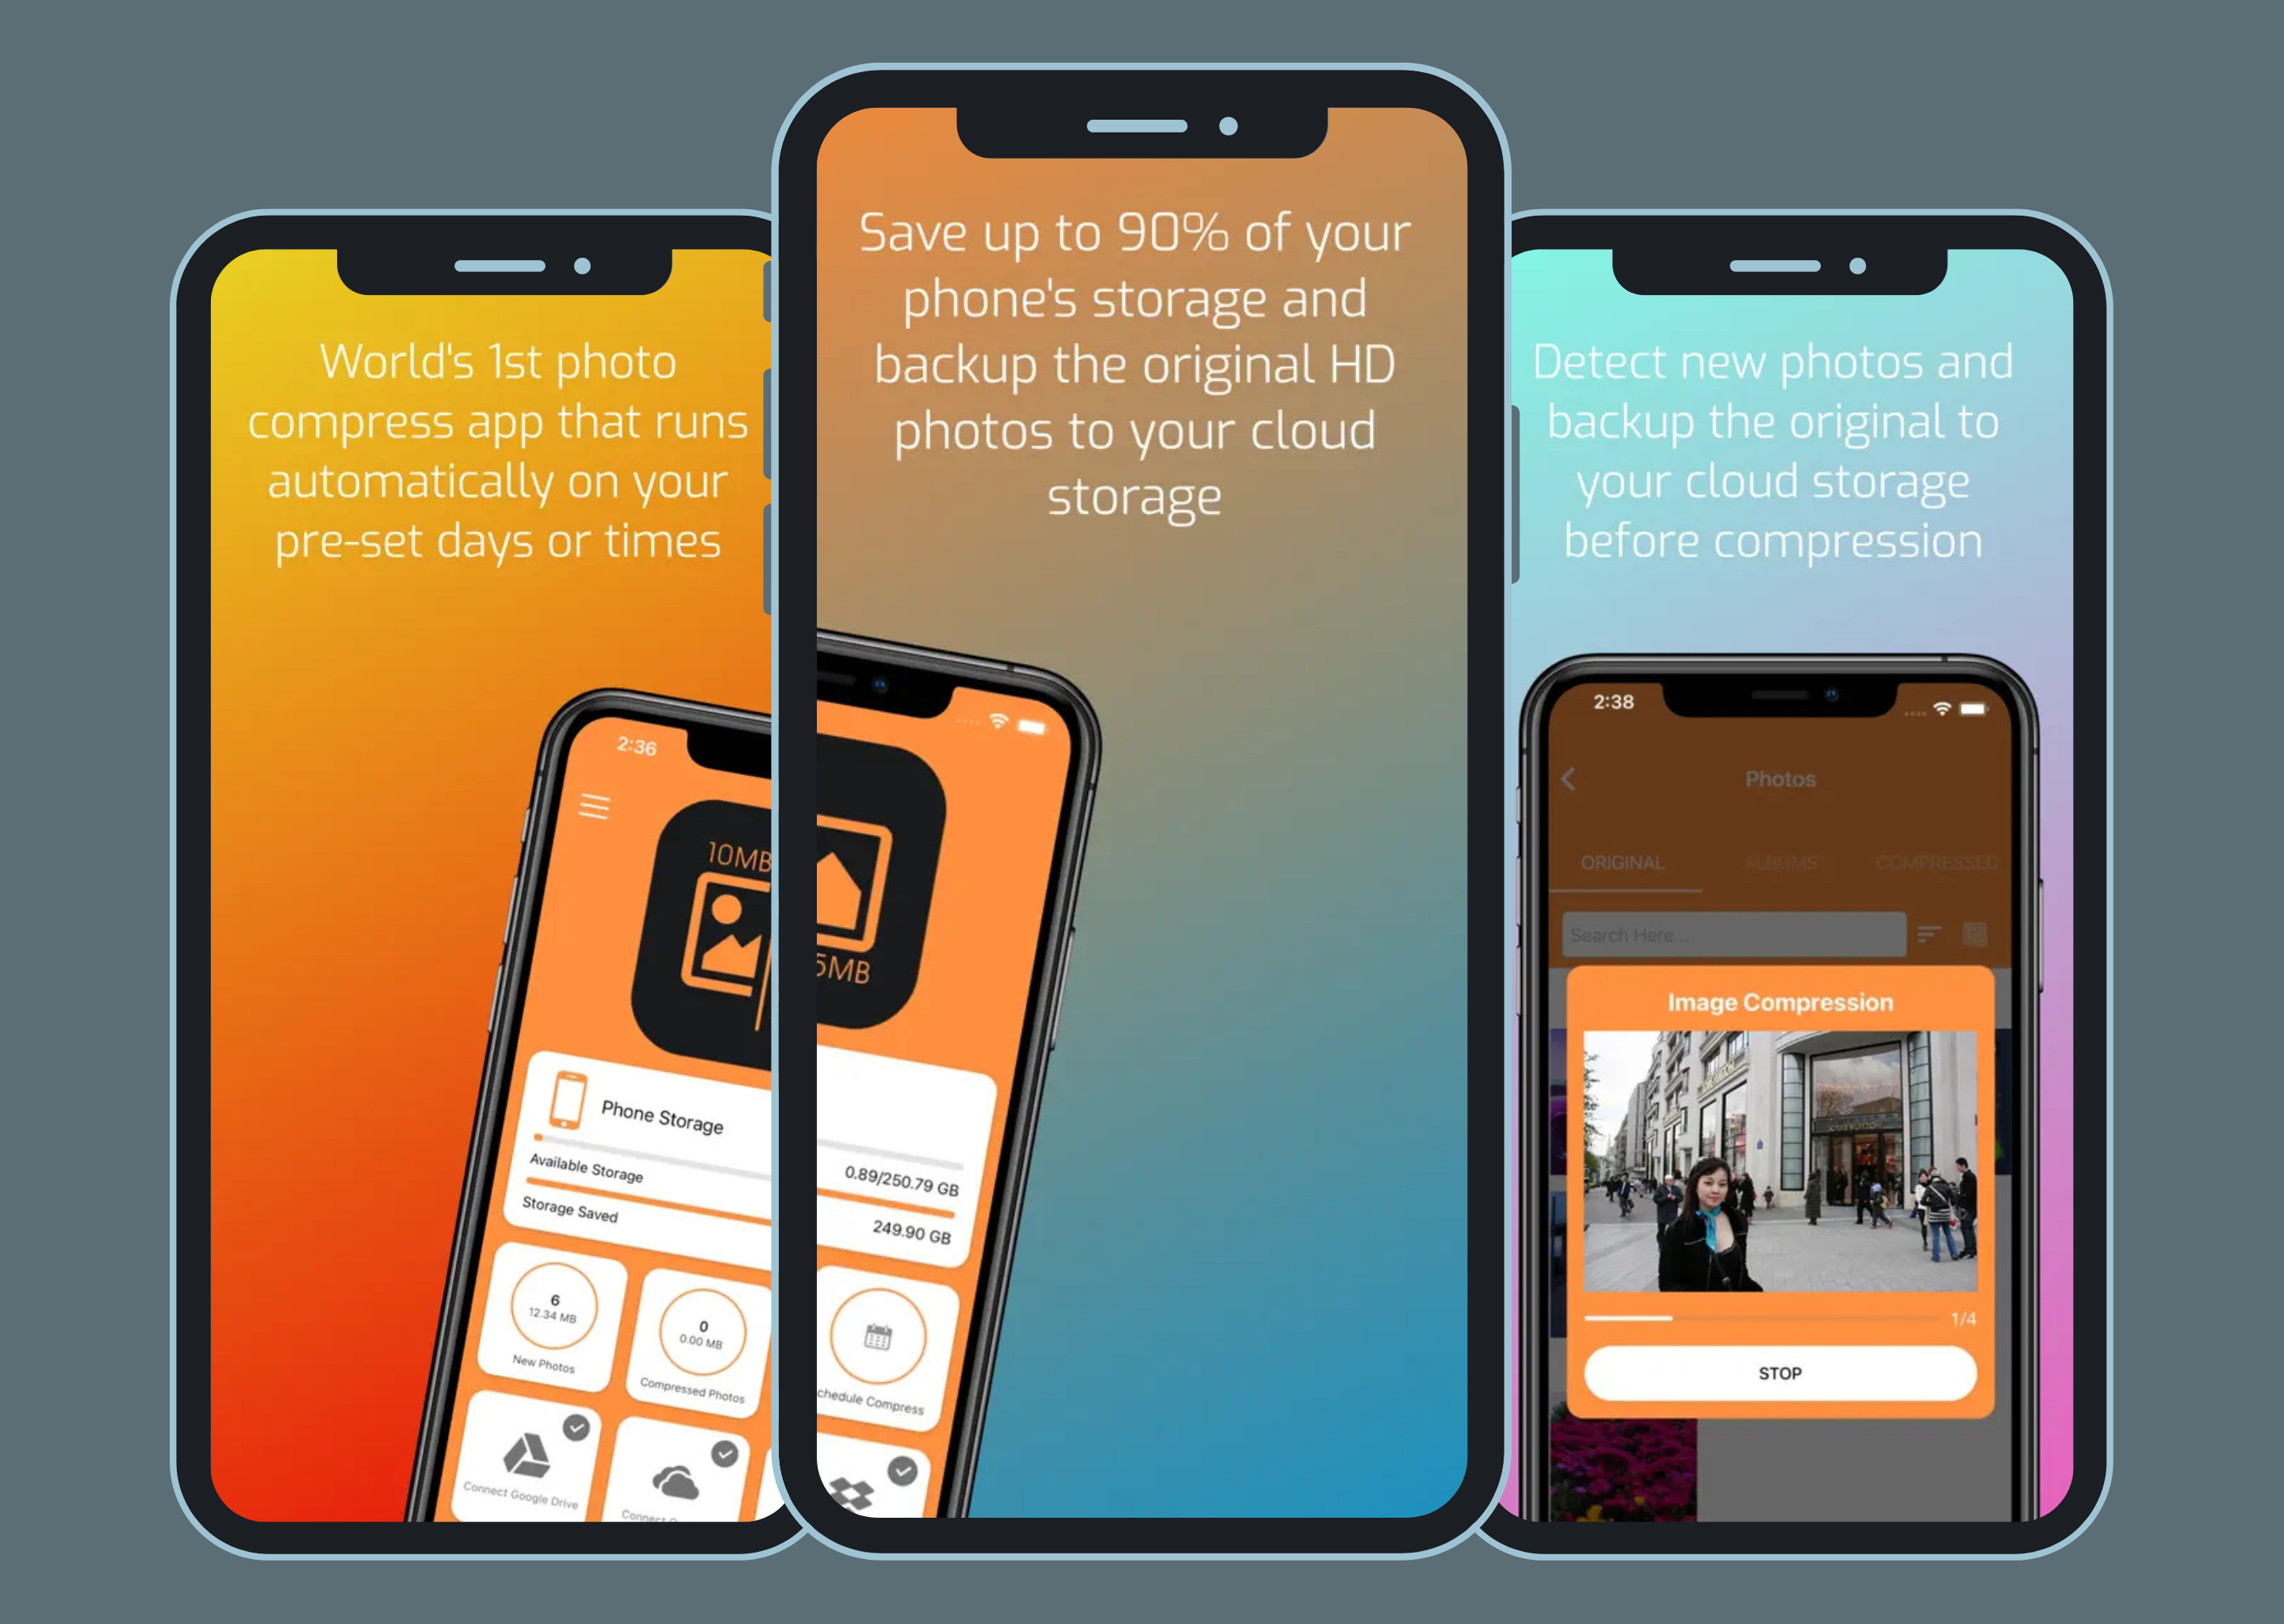 World's 1st photo
compress app that runs
automatically on your
pre-set days or times
2:36
10MB
Phone Storage
Available Storage
Storage Saved
6
12.34 MB
New Photos
0
0.00 MB
Compressed Photos
Connect Google Drive
Connect
Save up to 90% of your
phone's storage and
backup the original HD
photos to your cloud
storage
5MB
0.89/250.79 GB
249.90 GB
chedule Compress
Detect new photos and
backup the original to
your cloud storage
before compression
2:38
Photos
ORIGINAL
ALBUMS
COMPRESSED
Search Here...
Image Compression
1/4
STOP